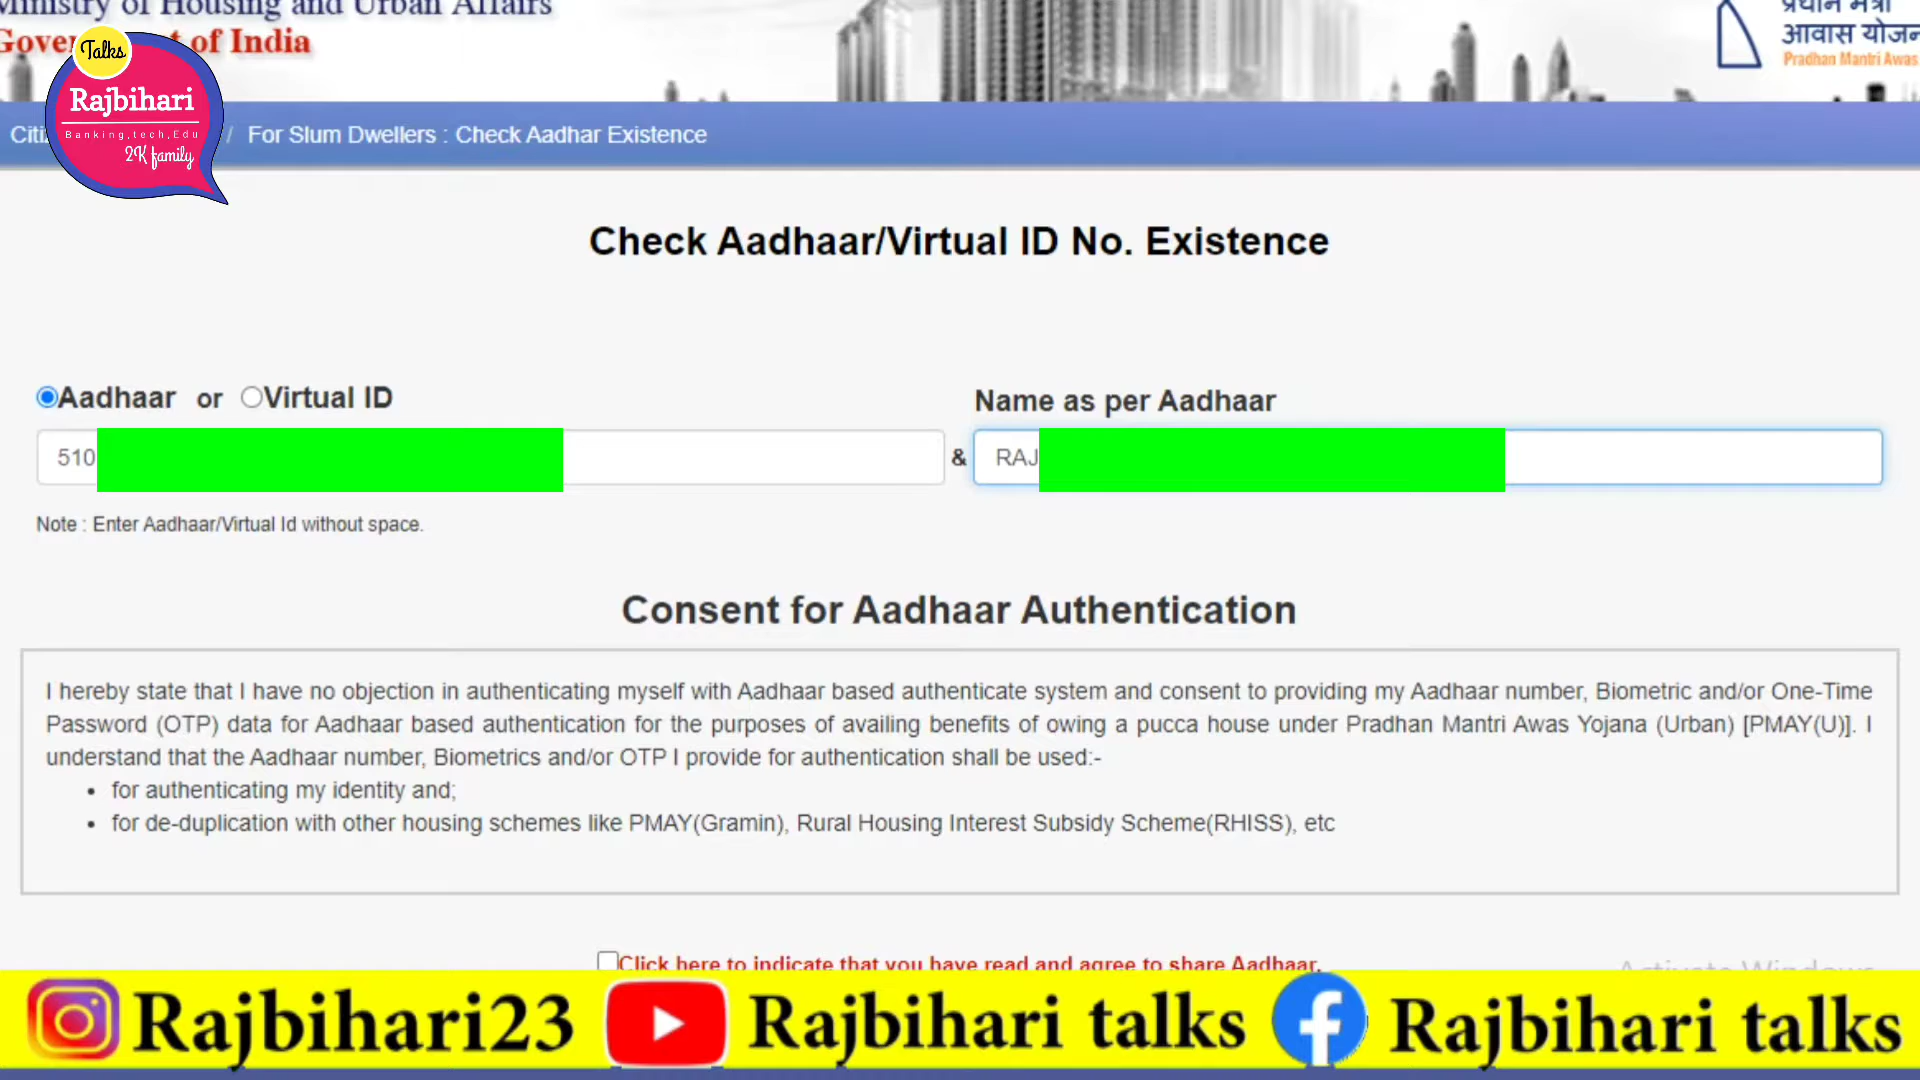 Ministry of Housing and Urban Affairs
of India
प्रधान मंत्री
आवास
Pradhan Mantri Awas
Talks
Rajbihari
Banking,tech,Edu
2K family
/ For Slum Dwellers : Check Aadhar Existence
Check Aadhaar/Virtual ID No. Existence
Aadhaar or Virtual ID
Name as per Aadhaar
510
& RAJ
Note : Enter Aadhaar/Virtual Id without space.
Consent for Aadhaar Authentication
I hereby state that I have no objection in authenticating myself with Aadhaar based authenticate system and consent to providing my Aadhaar number, Biometric and/or One-Time
Password (OTP) data for Aadhaar based authentication for the purposes of availing benefits of owing a pucca house under Pradhan Mantri Awas Yojana (Urban) [PMAY(U)]. I
understand that the Aadhaar number, Biometrics and/or OTP I provide for authentication shall be used:-
• for authenticating my identity and;
• for de-duplication with other housing schemes like PMAY(Gramin), Rural Housing Interest Subsidy Scheme(RHISS), etc
Click here to indicate that you have read and agree to share Aadhaar.
Activate Windows
Rajbihari23 Rajbihari talks Rajbihari talks